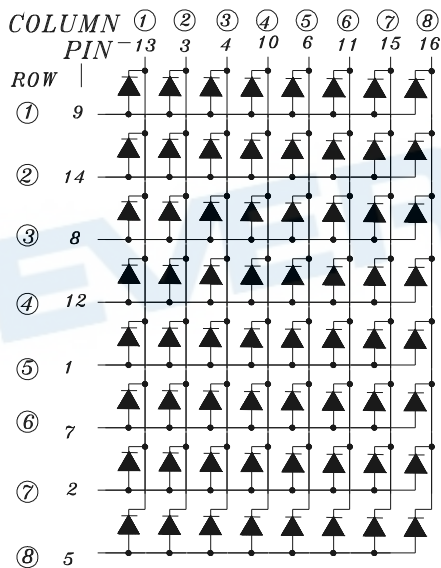 COLUMN ① ② ③ ④ ⑤ ⑥ ⑦ ⑧
PIN 13 3 4 10 6 11 15 16
ROW
① 9
② 14
③ 8
④ 12
⑤ 1
⑥ 7
⑦ 2
⑧ 5
EVER